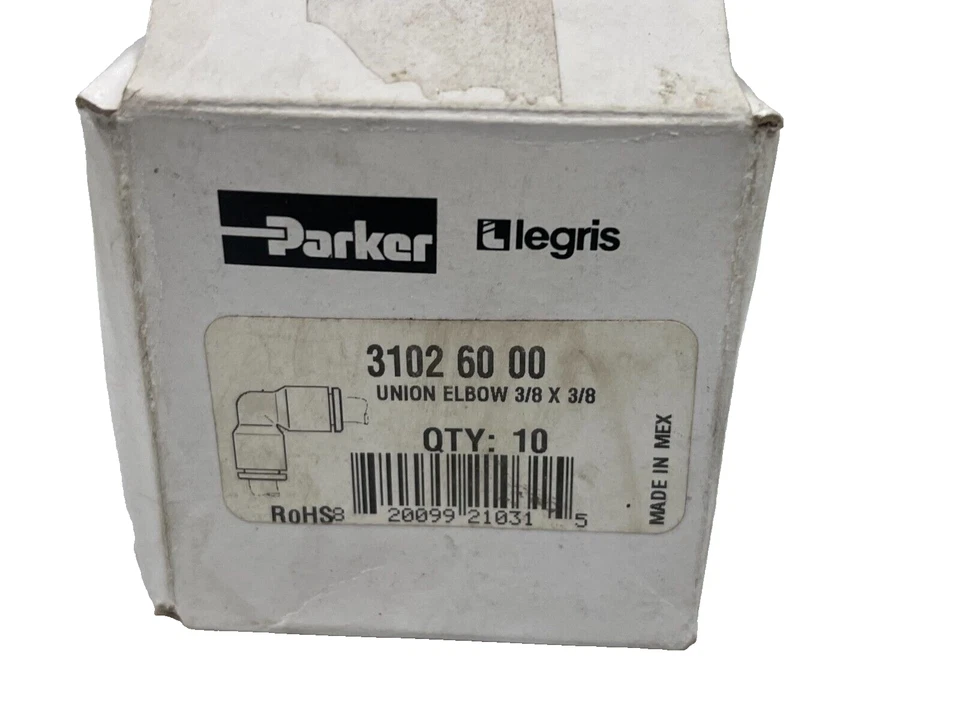 Parker legris
3102 60 00
UNION ELBOW 3/8 X 3/8
QTY: 10
MADE IN MEX
RoHS
8 20099 21031 5